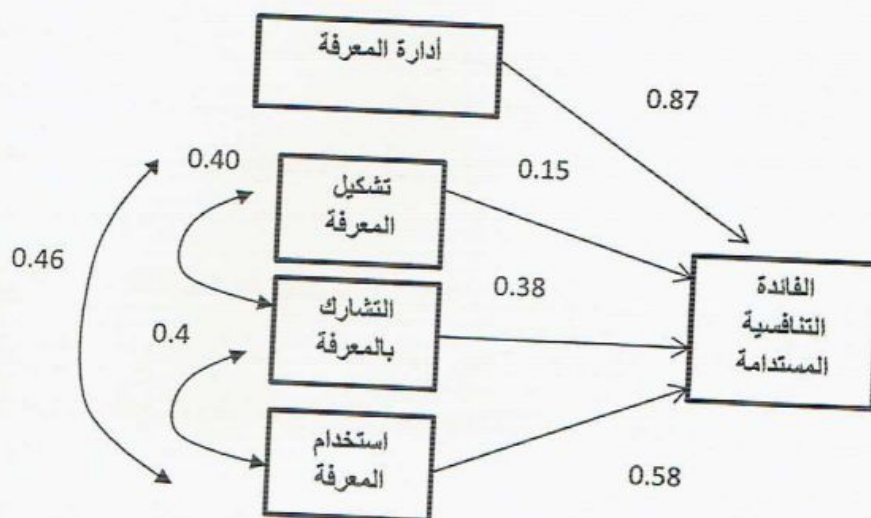 أدارة المعرفة
0.87
0.40
تشكيل
المعرفة
0.15
0.46
التشارك
بالمعرفة
0.38
0.4
الفائدة
التنافسية
المستدامة
استخدام
المعرفة
0.58